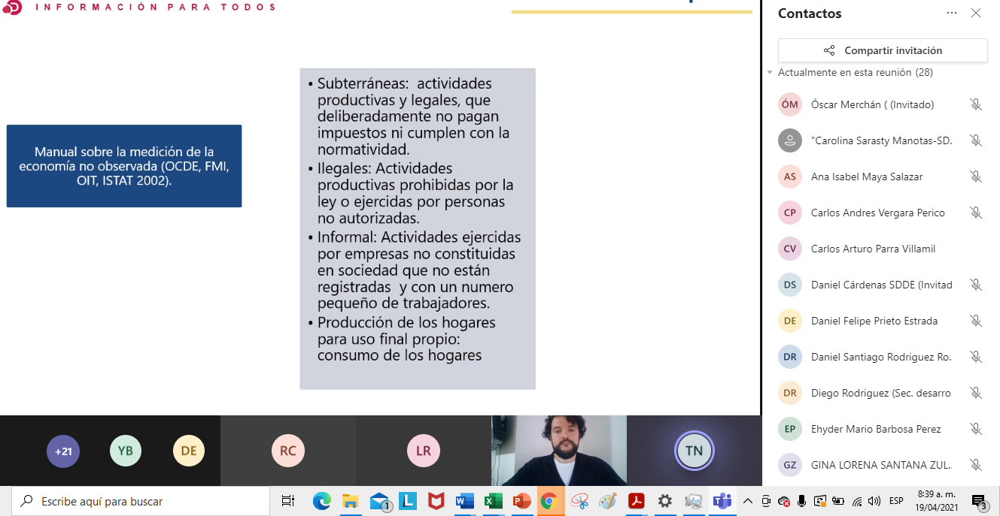 INFORMACIÓN PARA TODOS
Manual sobre la medición de la
economía no observada (OCDE, FMI,
OIT, ISTAT 2002).
• Subterráneas:  actividades
productivas y legales, que
deliberadamente no pagan
impuestos ni cumplen con la
normatividad.
• Ilegales: Actividades
productivas prohibidas por la
ley o ejercidas por personas
no autorizadas.
• Informal: Actividades ejercidas
por empresas no constituidas
en sociedad que no están
registradas  y con un numero
pequeño de trabajadores.
• Producción de los hogares
para uso final propio:
consumo de los hogares
+21
YB
DE
RC
LR
TN
Contactos
Compartir invitación
Actualmente en esta reunión (28)
ÓM Óscar Merchán ( (Invitado)
"Carolina Sarasty Manotas-SD.
AS Ana Isabel Maya Salazar
CP Carlos Andres Vergara Perico
CV Carlos Arturo Parra Villamil
DS Daniel Cárdenas SDDE (Invitad
DE Daniel Felipe Prieto Estrada
DR Daniel Santiago Rodriguez Ro.
DR Diego Rodriguez (Sec. desarro
EP Ehyder Mario Barbosa Perez
GZ GINA LORENA SANTANA ZUL..
Escribe aquí para buscar
1
L
W
X
P
ESP
8:39 a. m.
19/04/2021
3